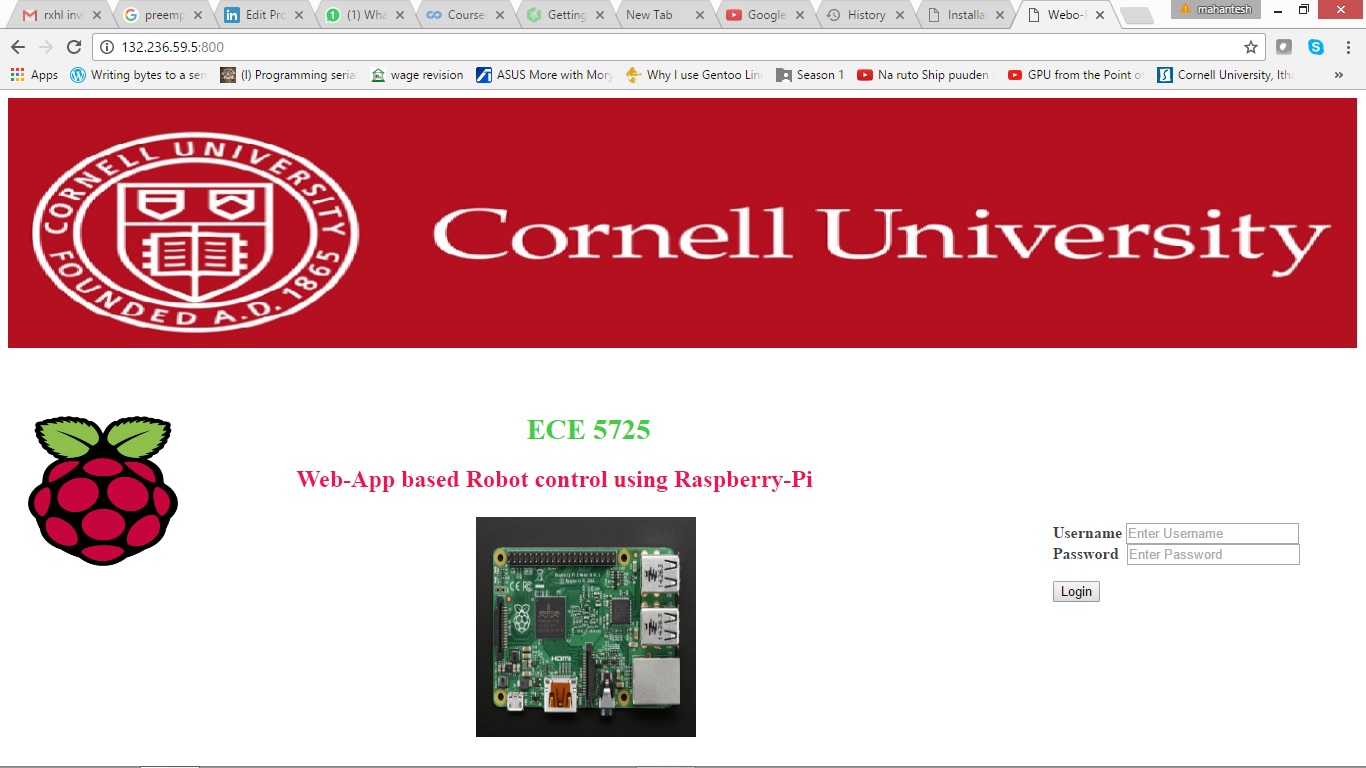 rxhl invi
preemp
Edit Pro
(1) Wha
Course
Getting
New Tab
Google
History
Installa
Webo-
mahantesh
132.236.59.5:800
Apps
Writing bytes to a ser
(I) Programming seria
wage revision
ASUS More with Mory
Why I use Gentoo Lin
Season 1
Na ruto Ship puuden
GPU from the Point o
Cornell University, Itha
»
CORNELL UNIVERSITY
FOUNDED A.D. 1865
Cornell University
ECE 5725
Web-App based Robot control using Raspberry-Pi
Username Enter Username
Password Enter Password
Login
HDMI